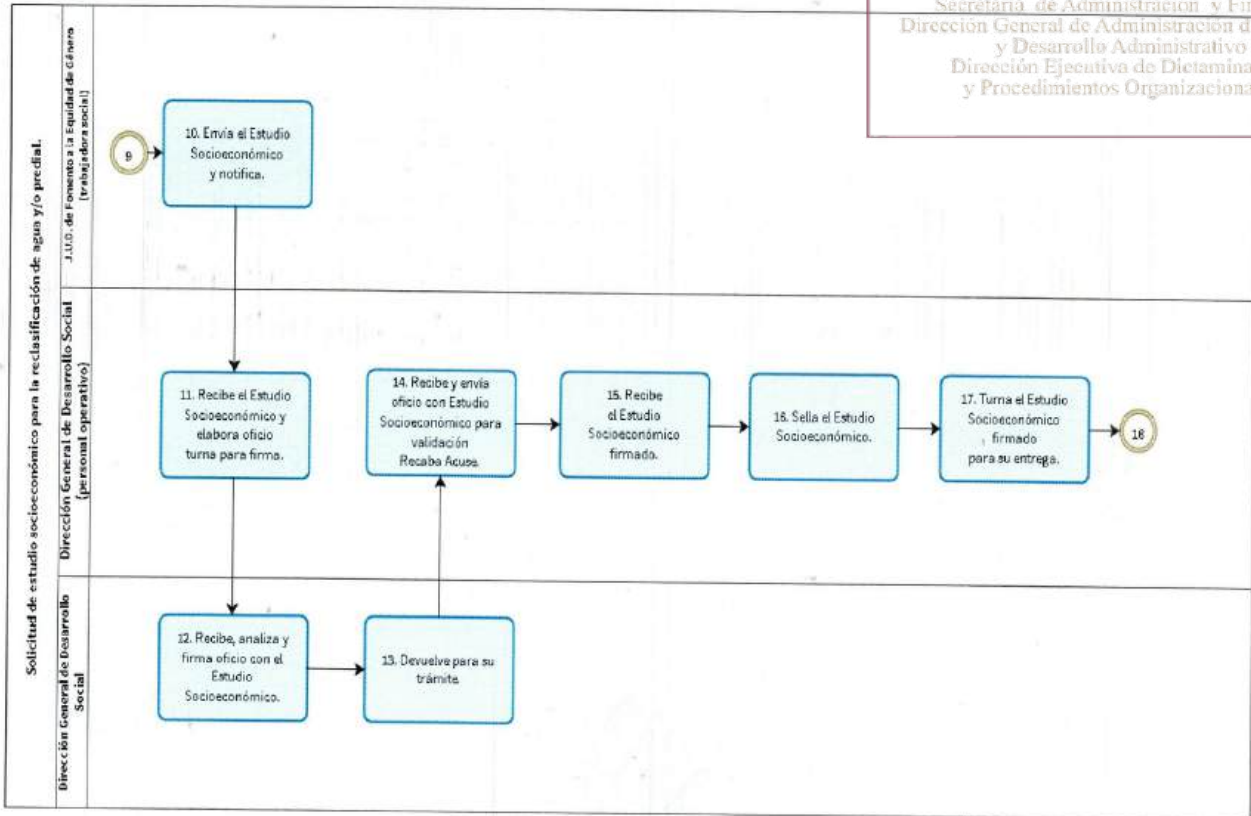 Secretaría de Administración y
Dirección General de Administración
y Desarrollo Administrativo
Dirección Ejecutiva de
y Procedimientos
Solicitud de estudio socioeconómico para la reclasificación de agua y/o predial.
J.U.D. de Fomento a la Equidad de Género
(trabajadora social)
9
10. Envía el Estudio
Socioeconómico
y notifica.
Dirección General de Desarrollo Social
(personal operativo)
11. Recibe el Estudio
Socioeconómico y
elabora oficio
turna para firma.
14. Recibe y envía
oficio con Estudio
Socioeconómico para
validación
Recaba Acuse.
15. Recibe
el Estudio
Socioeconómico
firmado.
16. Sella el Estudio
Socioeconómico.
17. Turna el Estudio
Socioeconómico
firmado
para su entrega.
18
Dirección General de Desarrollo
Social
12. Recibe, analiza y
firma oficio con el
Estudio
Socioeconómico.
13. Devuelve para su
trámite